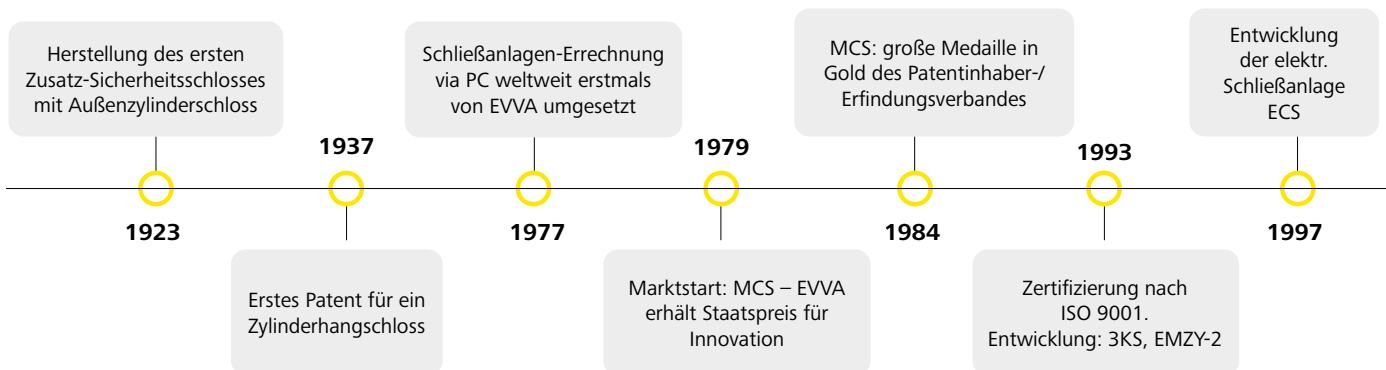 Herstellung des ersten
Zusatz-Sicherheitsschlosses
mit Außenzylinderschloss
1923
1937
Erstes Patent für ein
Zylinderhangschloss
Schließanlagen-Errechnung
via PC weltweit erstmals
von EVVA umgesetzt
1977
1979
Marktstart: MCS – EVVA
erhält Staatspreis für
Innovation
MCS: große Medaille in
Gold des Patentinhaber-/
Erfindungsverbandes
1984
1993
Zertifizierung nach
ISO 9001.
Entwicklung: 3KS, EMZY-2
Entwicklung
der elektr.
Schließanlage
ECS
1997